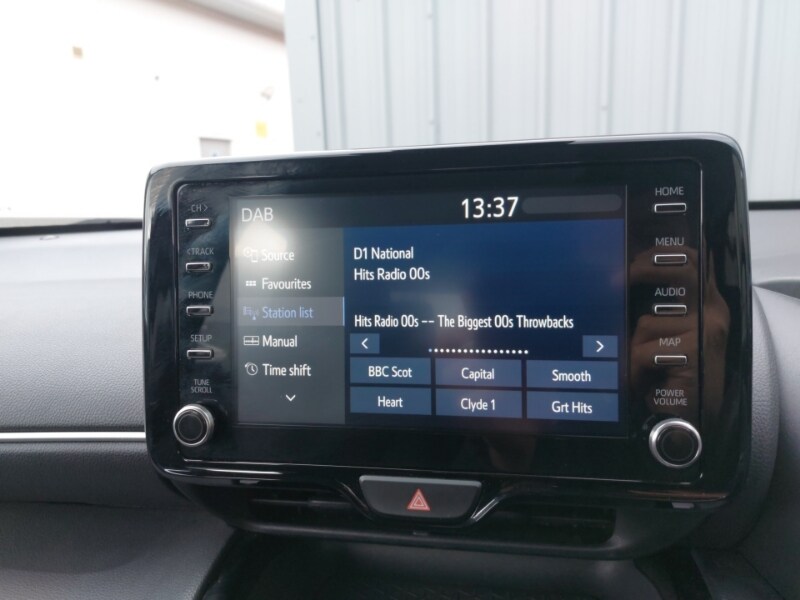 DAB
13:37
CH >
<TRACK
PHONE
SETUP
TUNE
SCROLL
Source
Favourites
Station list
Manual
Time shift
D1 National
Hits Radio 00s
Hits Radio 00s -- The Biggest 00s Throwbacks
< >
BBC Scot Capital Smooth
Heart Clyde 1 Grt Hits
HOME
MENU
AUDIO
MAP
POWER
VOLUME